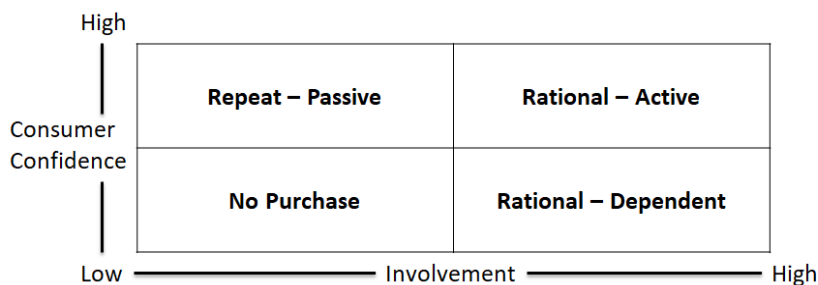 High
Repeat – Passive
Rational – Active
Consumer
Confidence
No Purchase
Rational – Dependent
Low
Involvement
High